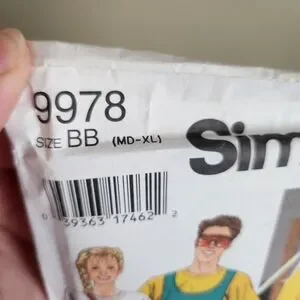 9978
SIZE BB (MD-XL)
Sim
0 39363 17462 2